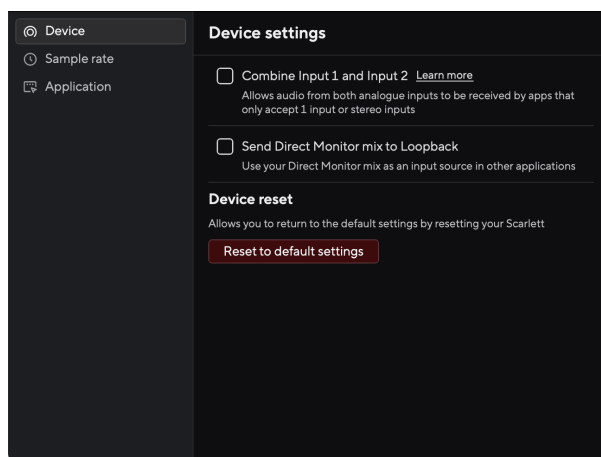 Device
Sample rate
Application
Device settings
Combine Input 1 and Input 2 Learn more
Allows audio from both analogue inputs to be received by apps that
only accept 1 input or stereo inputs
Send Direct Monitor mix to Loopback
Use your Direct Monitor mix as an input source in other applications
Device reset
Allows you to return to the default settings by resetting your Scarlett
Reset to default settings